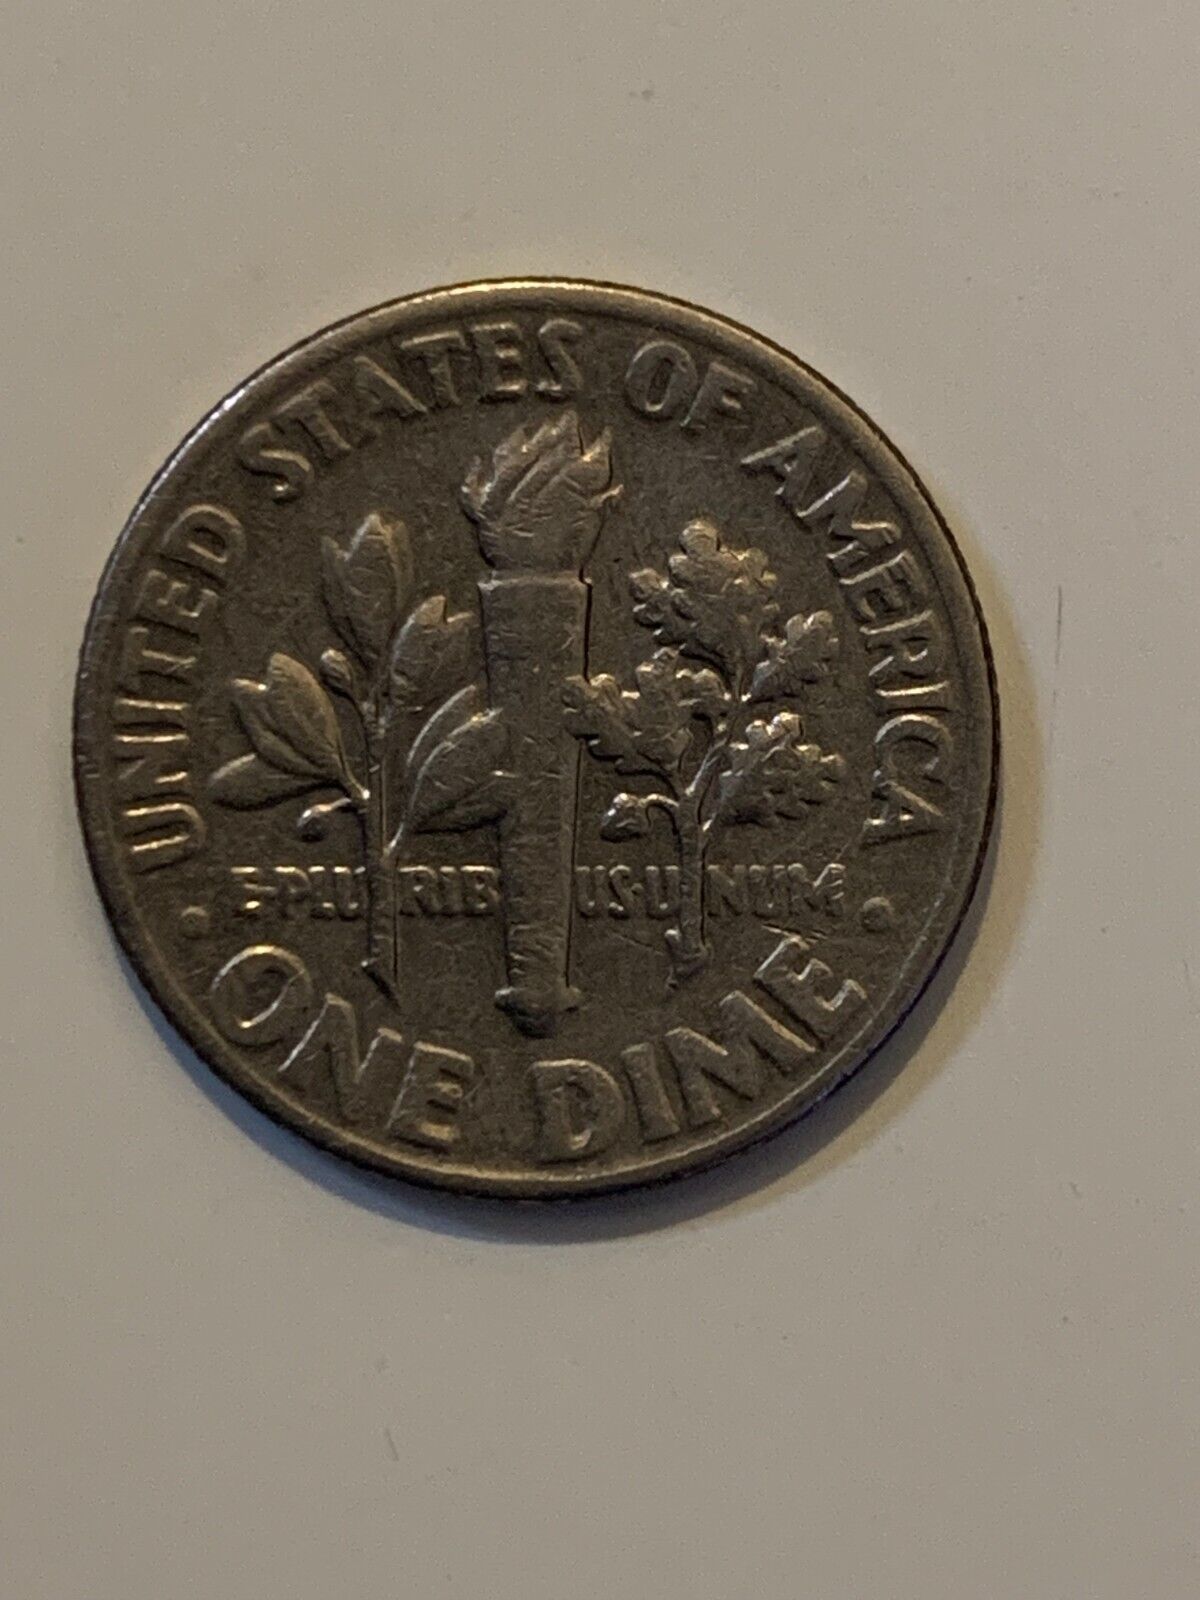 UNITED STATES OF AMERICA
E·PLURIBUS·UNUM
ONE DIME